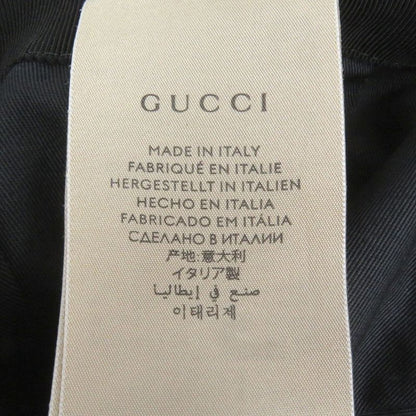 GUCCI
MADE IN ITALY
FABRIQUÉ EN ITALIE
HERGESTELLT IN ITALIEN
HECHO EN ITALIA
FABRICADO EM ITÁLIA
СДЕЛАНО В ИТАЛИИ
产地:意大利
イタリア製
صنع في إيطاليا
이태리제